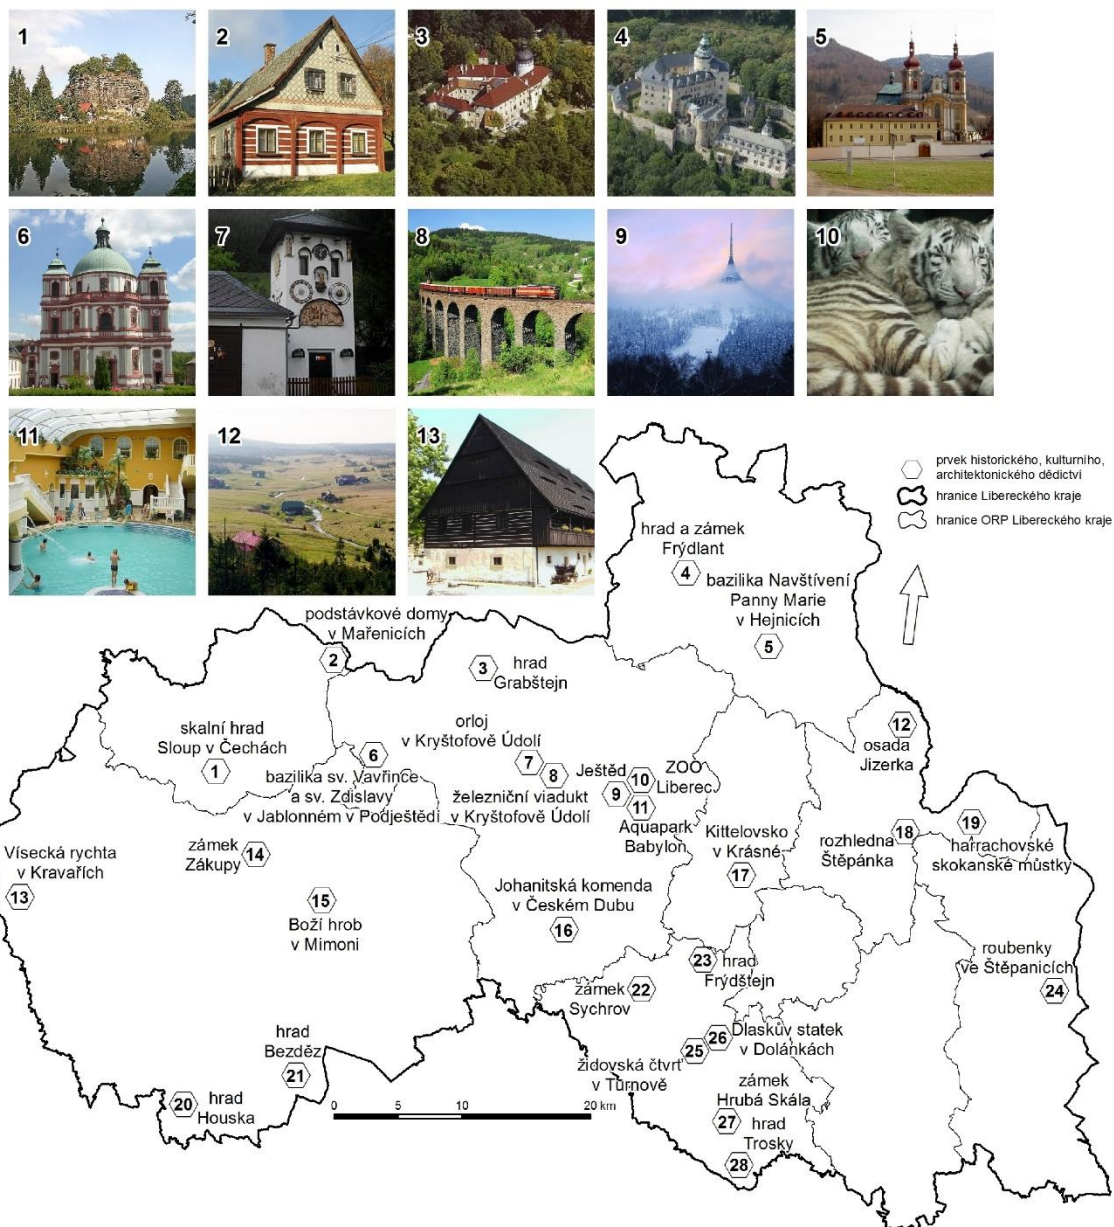 1
2
3
4
5
6
7
8
9
10
11
12
13
prvek historického, kulturního,
architektonického dědictví
hranice Libereckého kraje
hranice ORP Libereckého kraje
hrad a zámek
Frýdlant
4
bazilika Navštívení
Panny Marie
v Hejnicích
5
podstávkové domy
v Mařenicích
2
3
hrad
Grabštejn
skalní hrad
Sloup v Čechách
1
orloj
v Kryštofově Údolí
7
8
železniční viadukt
v Kryštofově Údolí
6
bazilika sv. Vavřince
a sv. Zdislavy
v Jablonném v Podještědí
Ještěd
9
10
ZOO
Liberec
11
Aquapark
Babylon
12
osada
Jizerka
Vísecká rychta
v Kravařích
13
zámek
Zákupy
14
15
Boží hrob
v Mimoni
Johanitská komenda
v Českém Dubu
16
Kittelovsko
v Krásné
17
rozhledna
Štěpánka
18
19
harrachovské
skokanské můstky
roubenky
ve Štěpanicích
24
23
hrad
Frýdštejn
zámek
Sychrov
22
26
Dlaskův statek
v Dolánkách
25
židovská čtvrť
v Turnově
zámek
Hrubá Skála
27
hrad
Trosky
28
hrad
Bezděz
21
20
hrad
Houska
0 5 10 20 km